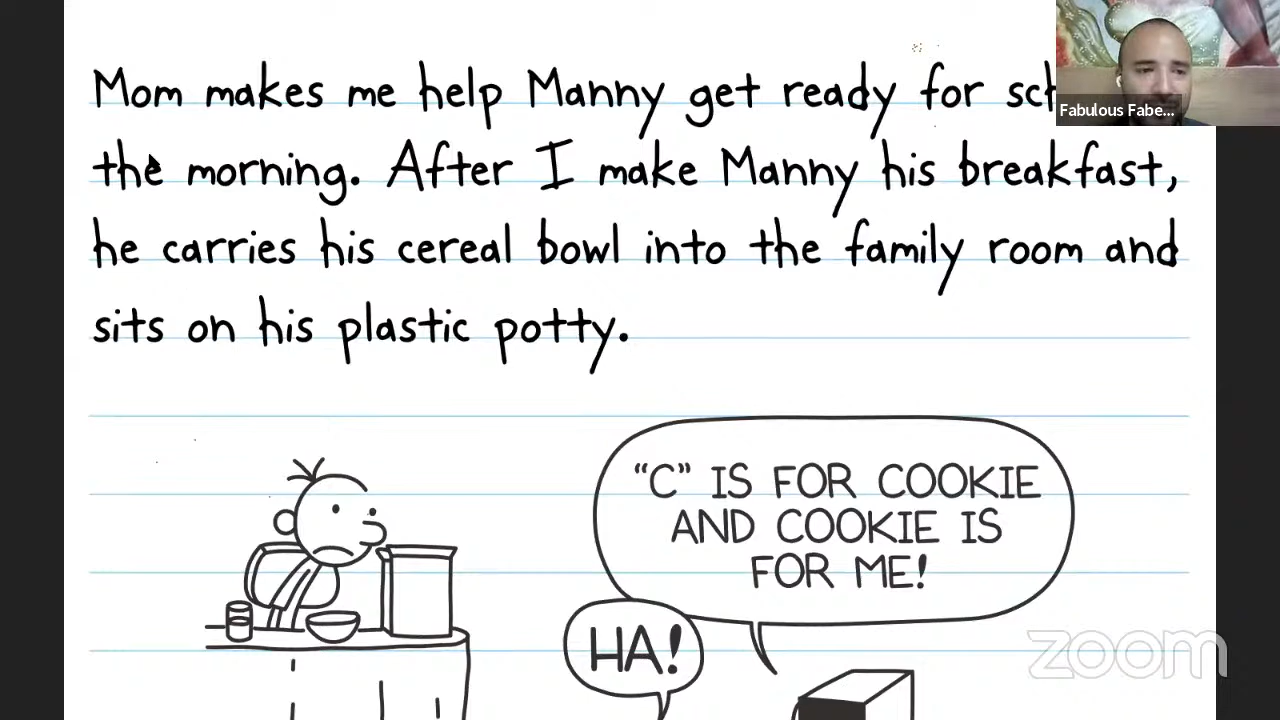 Mom makes me help Manny get ready for
Fabulous Fabe...
the morning. After I make Manny his breakfast,
he carries his cereal bowl into the family room and
sits on his plastic potty.
"C" IS FOR COOKIE
AND COOKIE IS
FOR ME!
HA!
zoom